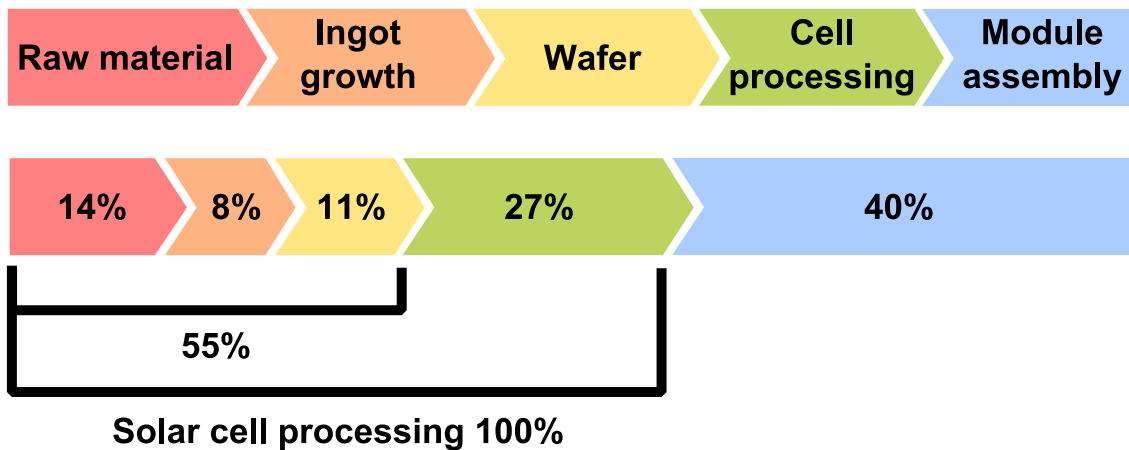 Raw material
Ingot
growth
Wafer
Cell
processing
Module
assembly
14%
8%
11%
27%
40%
55%
Solar cell processing 100%